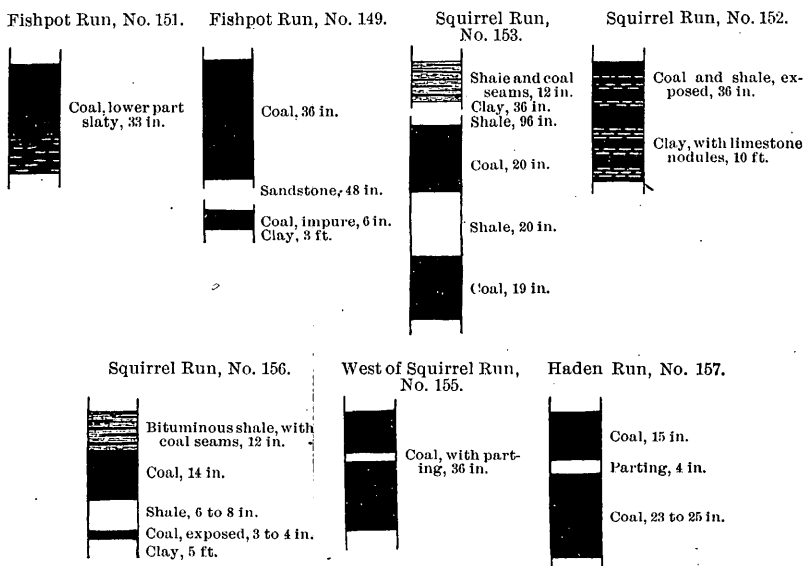 Fishpot Run, No. 151.
Coal, lower part
slaty, 33 in.
Fishpot Run, No. 149.
Coal, 36 in.
Sandstone, 48 in.
Coal, impure, 6 in.
Clay, 3 ft.
Squirrel Run,
No. 153.
Shale and coal
seams, 12 in.
Clay, 36 in.
Shale, 96 in.
Coal, 20 in.
Shale, 20 in.
Coal, 19 in.
Squirrel Run, No. 152.
Coal and shale, ex-
posed, 36 in.
Clay, with limestone
nodules, 10 ft.
Squirrel Run, No. 156.
Bituminous shale, with
coal seams, 12 in.
Coal, 14 in.
Shale, 6 to 8 in.
Coal, exposed, 3 to 4 in.
Clay, 5 ft.
West of Squirrel Run,
No. 155.
Coal, with part-
ing, 36 in.
Haden Run, No. 157.
Coal, 15 in.
Parting, 4 in.
Coal, 23 to 25 in.